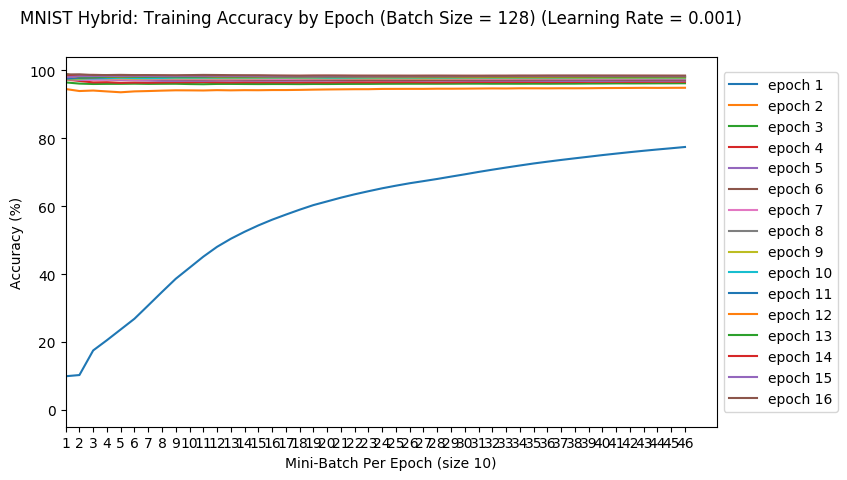 MNIST Hybrid: Training Accuracy by Epoch (Batch Size = 128) (Learning Rate = 0.001)
100
80
60
40
20
0
Accuracy (%)
1 2 3 4 5 6 7 8 9 10 11 12 13 14 15 16 17 18 19 20 21 22 23 24 25 26 27 28 29 30 31 32 33 34 35 36 37 38 39 40 41 42 43 44 45 46
Mini-Batch Per Epoch (size 10)
epoch 1
epoch 2
epoch 3
epoch 4
epoch 5
epoch 6
epoch 7
epoch 8
epoch 9
epoch 10
epoch 11
epoch 12
epoch 13
epoch 14
epoch 15
epoch 16